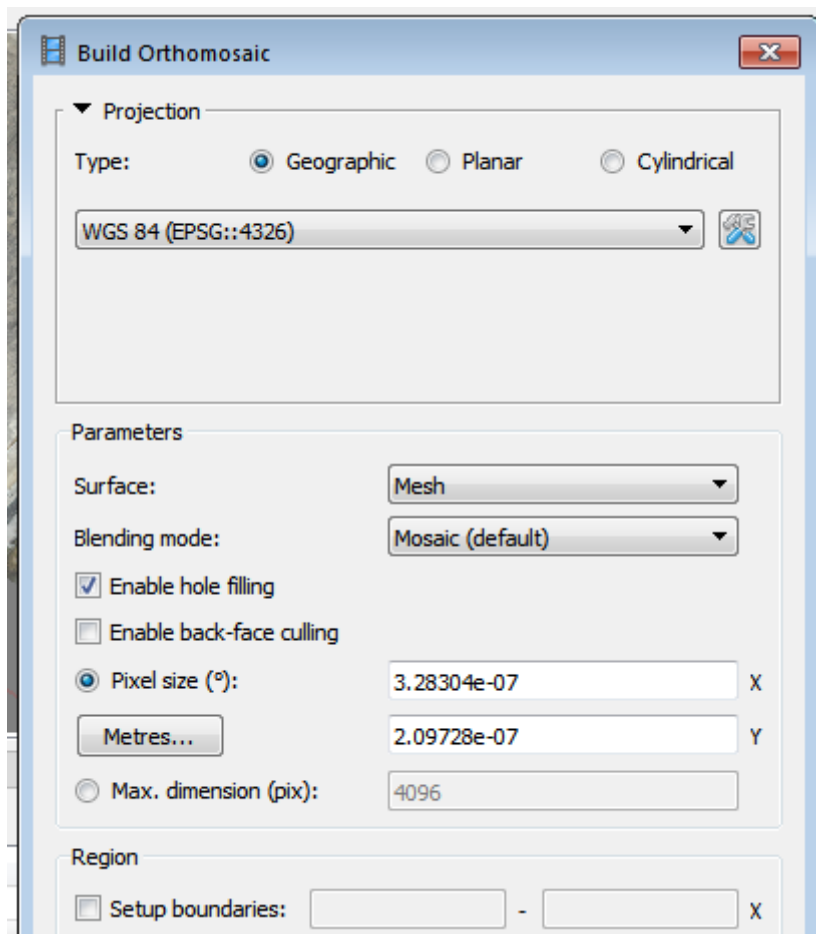 Build Orthomosaic
Projection
Type: Geographic Planar Cylindrical
WGS 84 (EPSG::4326)
Parameters
Surface: Mesh
Blending mode: Mosaic (default)
Enable hole filling
Enable back-face culling
Pixel size (°): 3.28304e-07 X
Metres... 2.09728e-07 Y
Max. dimension (pix): 4096
Region
Setup boundaries: - X